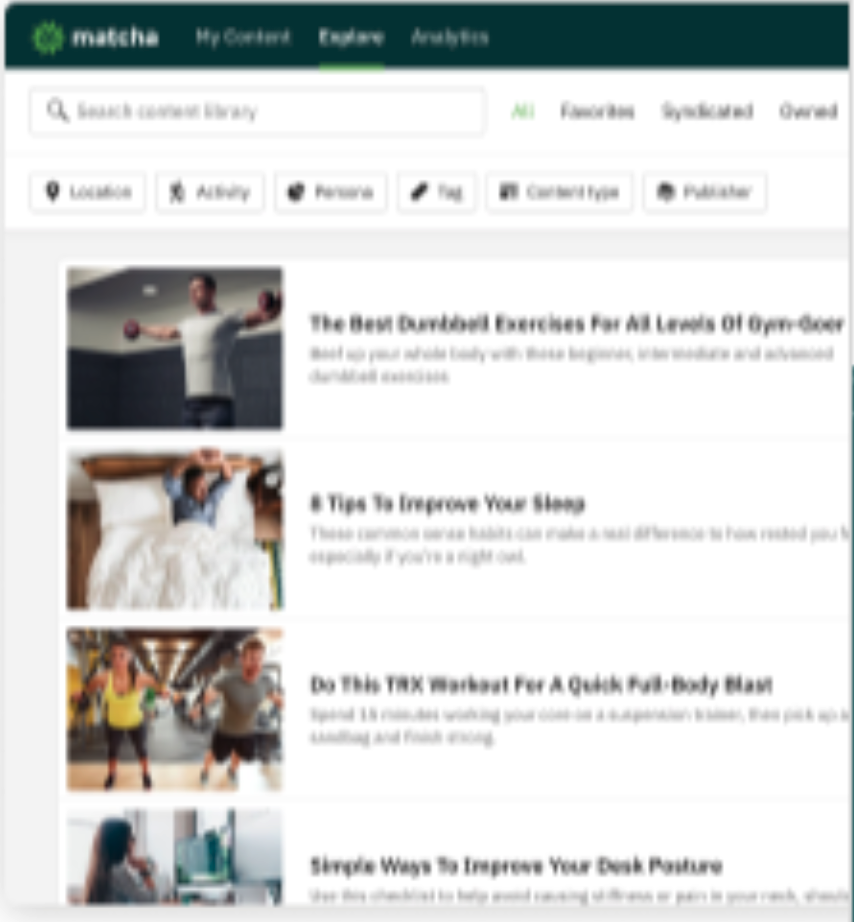 matcha My Content Explore Analytics
Search content library All Favorites Syndicated Owned
Location Activity Persona Tag Content type Publisher
The Best Dumbbell Exercises For All Levels Of Gym-Goer
Beef up your whole body with these beginner, intermediate and advanced
dumbbell exercises
8 Tips To Improve Your Sleep
These common sense habits can make a real difference to how rested you
especially if you're a night owl.
Do This TRX Workout For A Quick Full-Body Blast
Spend 15 minutes working your core on a suspension trainer, then pick up a
sandbag and finish strong.
Simple Ways To Improve Your Desk Posture
Use this checklist to help avoid causing stiffness or pain in your neck,